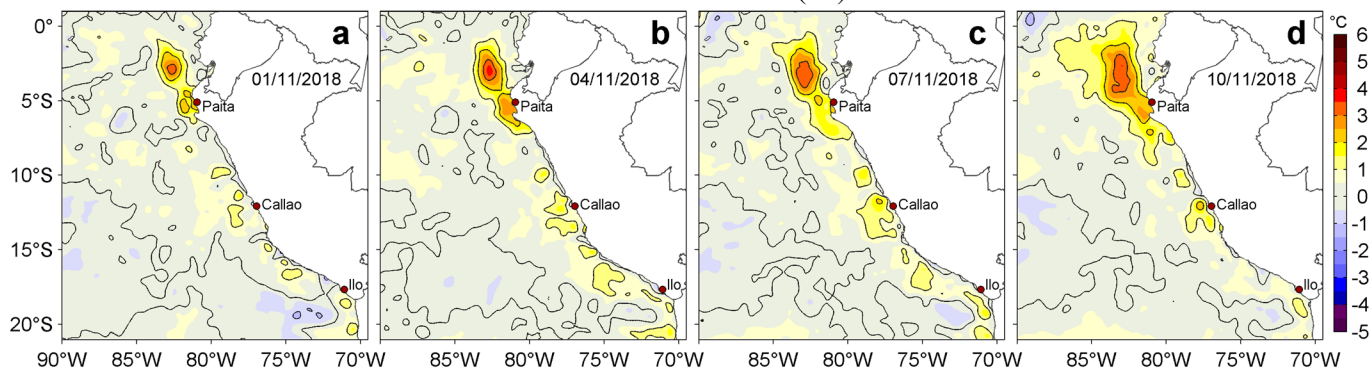 a
b
c
d
01/11/2018
04/11/2018
07/11/2018
10/11/2018
Paita
Paita
Paita
Paita
Callao
Callao
Callao
Callao
Ilo
Ilo
Ilo
Ilo
0°
5°S
10°S
15°S
20°S
90°W 85°W 80°W 75°W 70°W
85°W 80°W 75°W 70°W
85°W 80°W 75°W 70°W
85°W 80°W 75°W 70°W
°C
6
5
4
3
2
1
0
-1
-2
-3
-4
-5